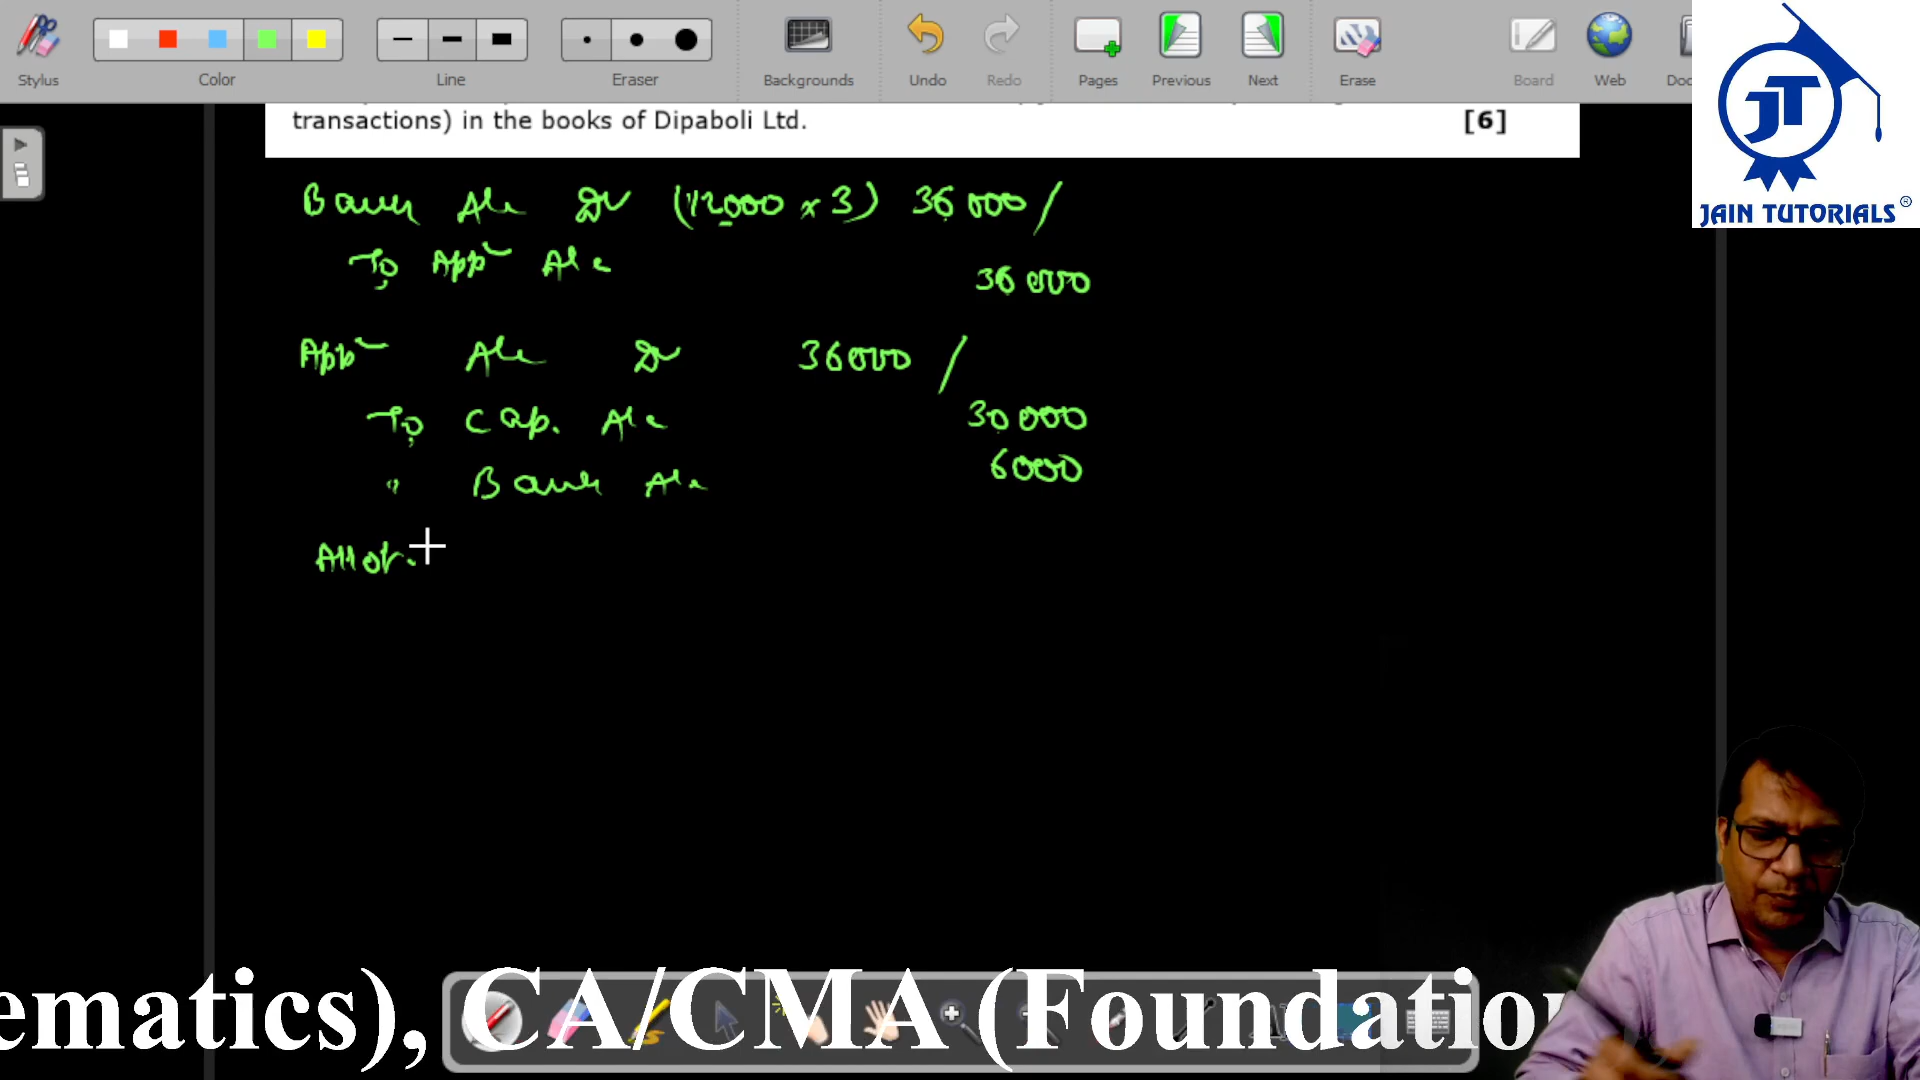 Stylus
Color
Line
Eraser
Backgrounds
Undo
Redo
Pages
Previous
Next
Erase
Board
Web
JT
JAIN TUTORIALS®
transactions) in the books of Dipaboli Ltd. [6]
Bank A/c Dr (12000 x 3) 36000 /
To Appn A/c 36000
Appn A/c Dr 36000 /
To Cap. A/c 30000
" Bank A/c 6000
Allot.
ematics), CA/CMA (Foundation